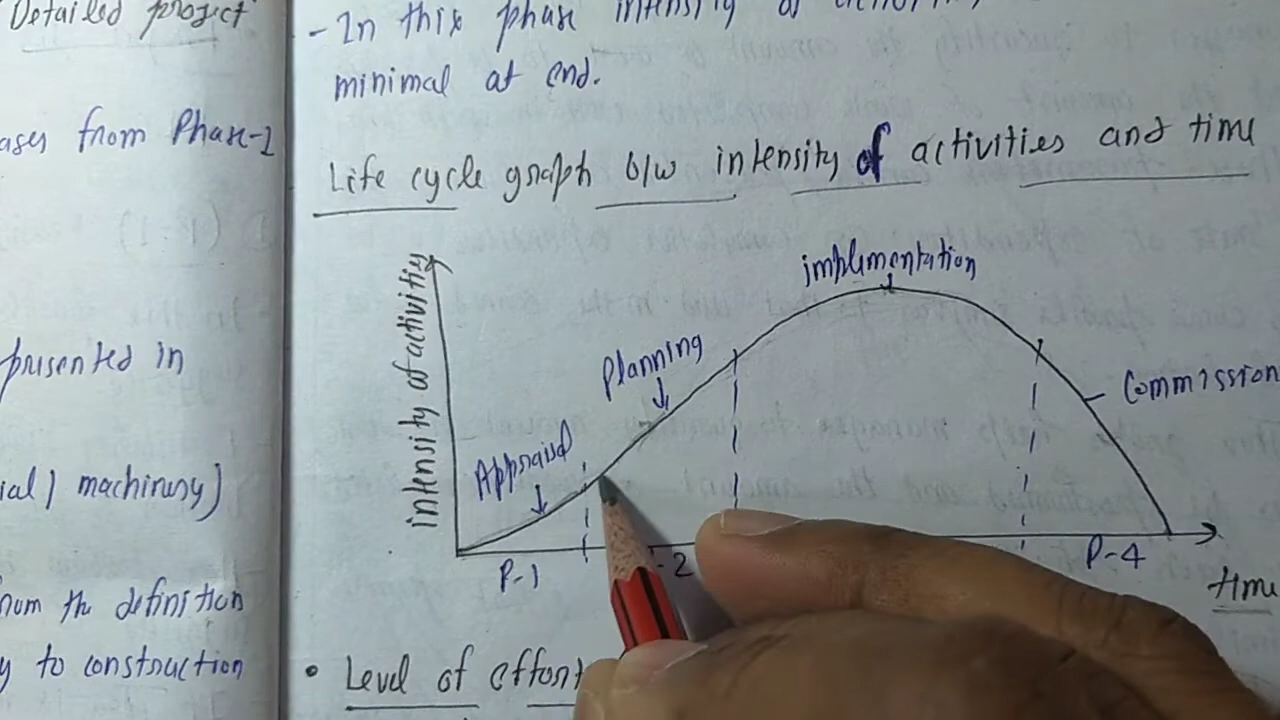 Detailed project
ases from Phase-1
presented in
ial / machinery)
from the definition
y to construction
- In this phase intensity of
minimal at end.
Life cycle graph b/w intensity of activities and time
intensity of activity
implementation
Planning
Appraisal
Commission
P-1
-2
P-4
time
• Level of effort